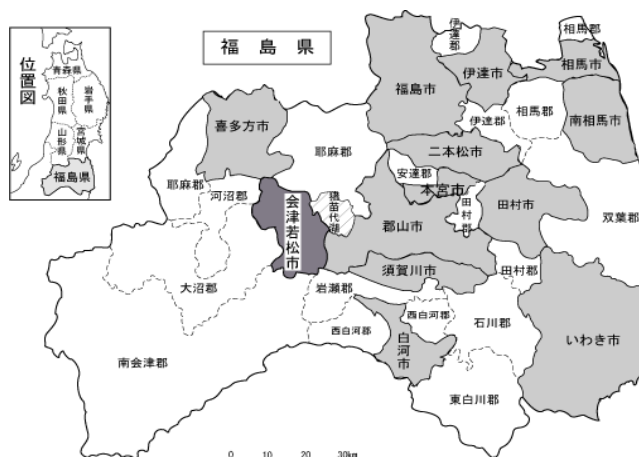 福島県
位置図
青森県
秋田県
岩手県
山形県
宮城県
福島県
伊達郡
相馬郡
福島市
伊達市
相馬市
伊達郡
相馬郡
南相馬市
喜多方市
耶麻郡
二本松市
安達郡
本宮市
耶麻郡
河沼郡
会津若松市
猪苗代湖
郡山市
田村郡
田村市
双葉郡
大沼郡
須賀川市
田村郡
岩瀬郡
西白河郡
西白河郡
石川郡
いわき市
白河市
南会津郡
東白川郡
0 10 20 30km